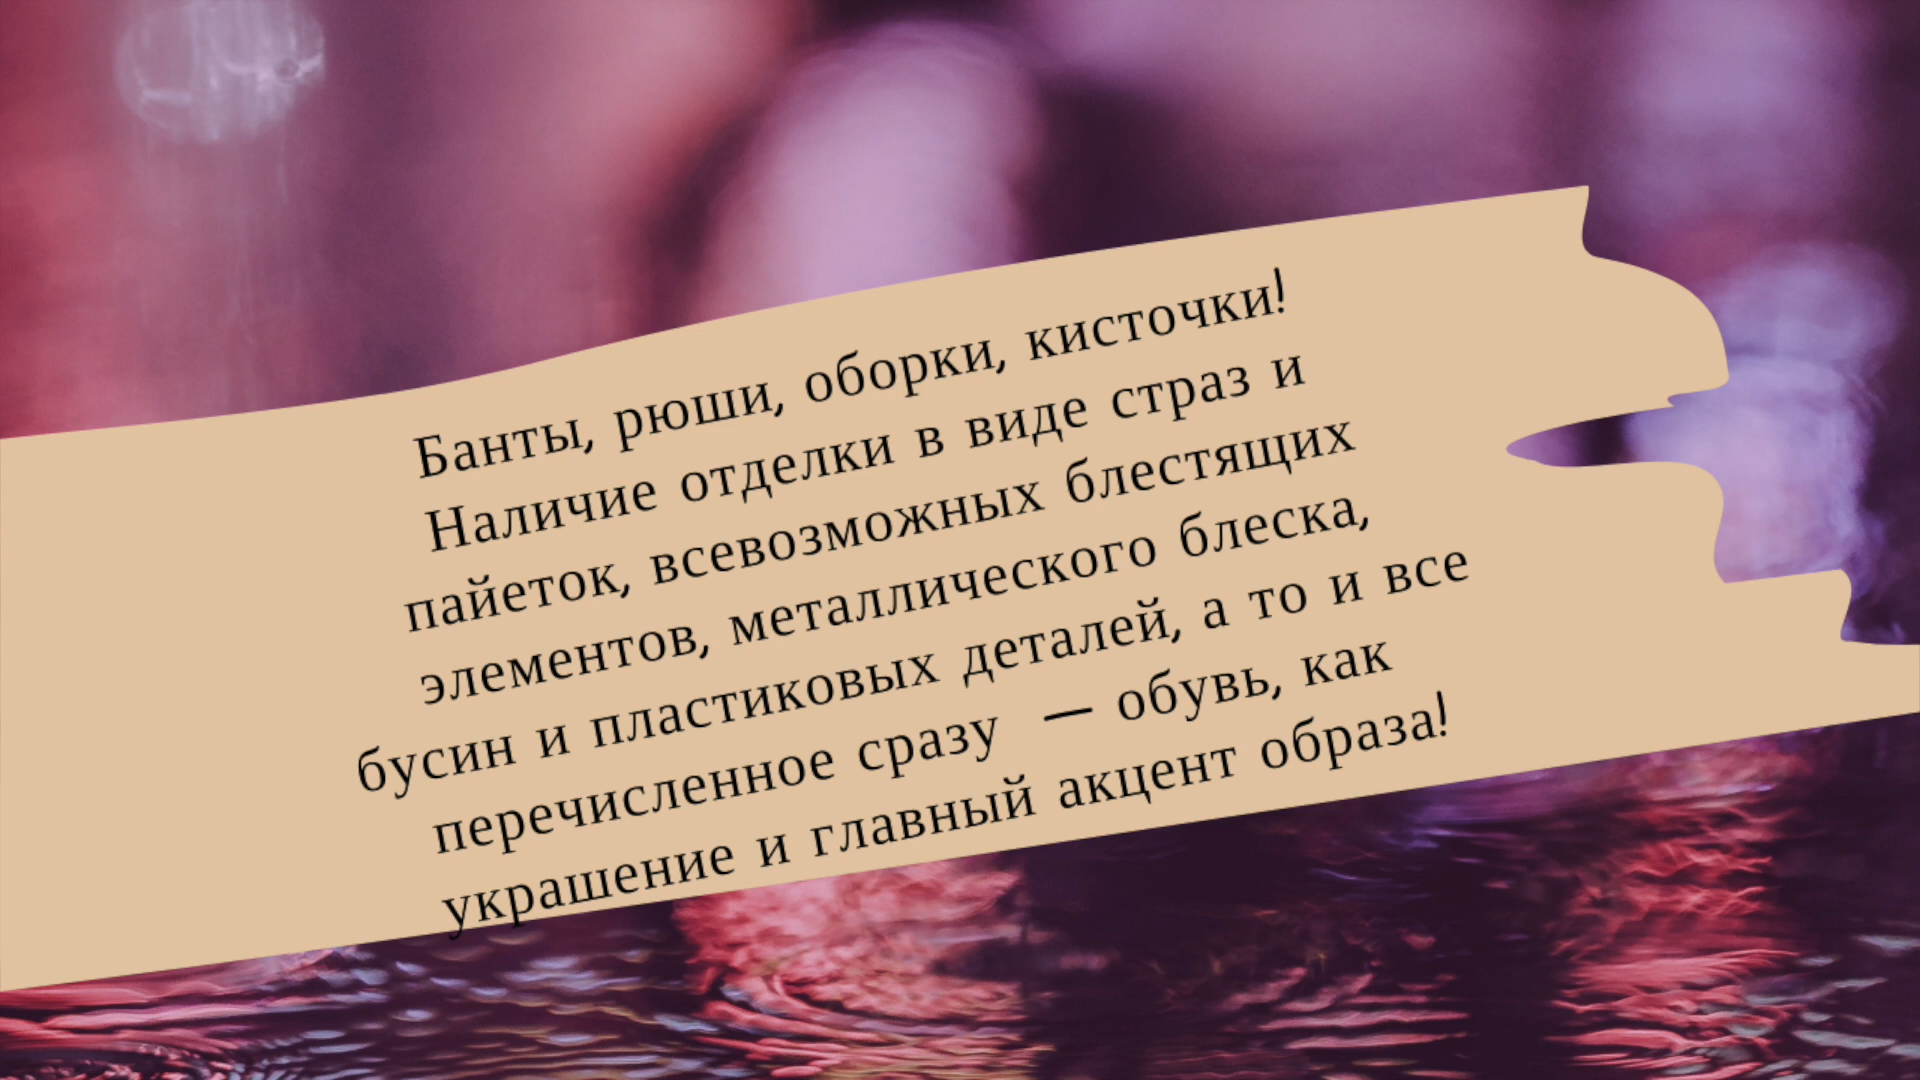 Банты, рюши, оборки, кисточки!
Наличие отделки в виде страз и
пайеток, всевозможных блестящих
элементов, металлического блеска,
бусин и пластиковых деталей, а то и все
перечисленное сразу — обувь, как
украшение и главный акцент образа!